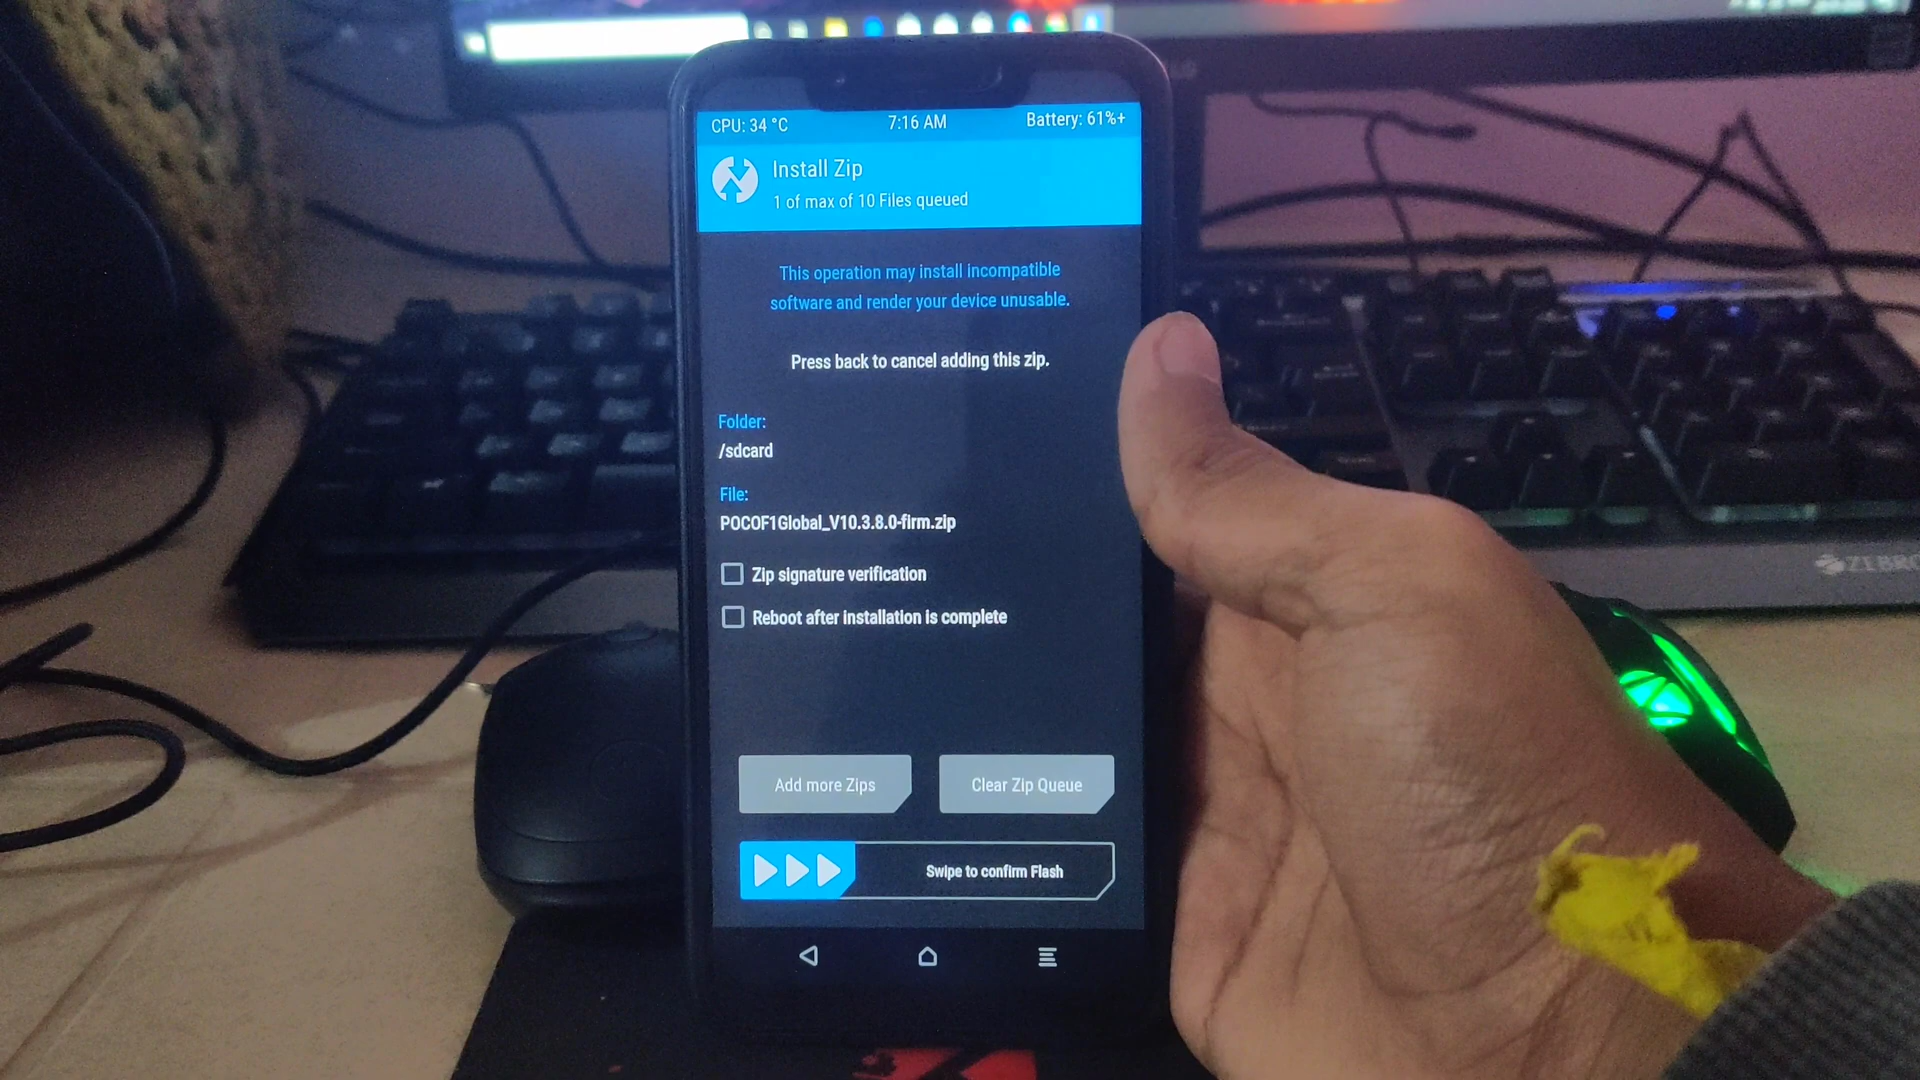 CPU: 34 °C 7:16 AM Battery: 61%+
Install Zip
1 of max of 10 Files queued
This operation may install incompatible
software and render your device unusable.
Press back to cancel adding this zip.
Folder:
/sdcard
File:
POCOF1Global_V10.3.8.0-firm.zip
Zip signature verification
Reboot after installation is complete
Add more Zips Clear Zip Queue
Swipe to confirm Flash
ZEBRO